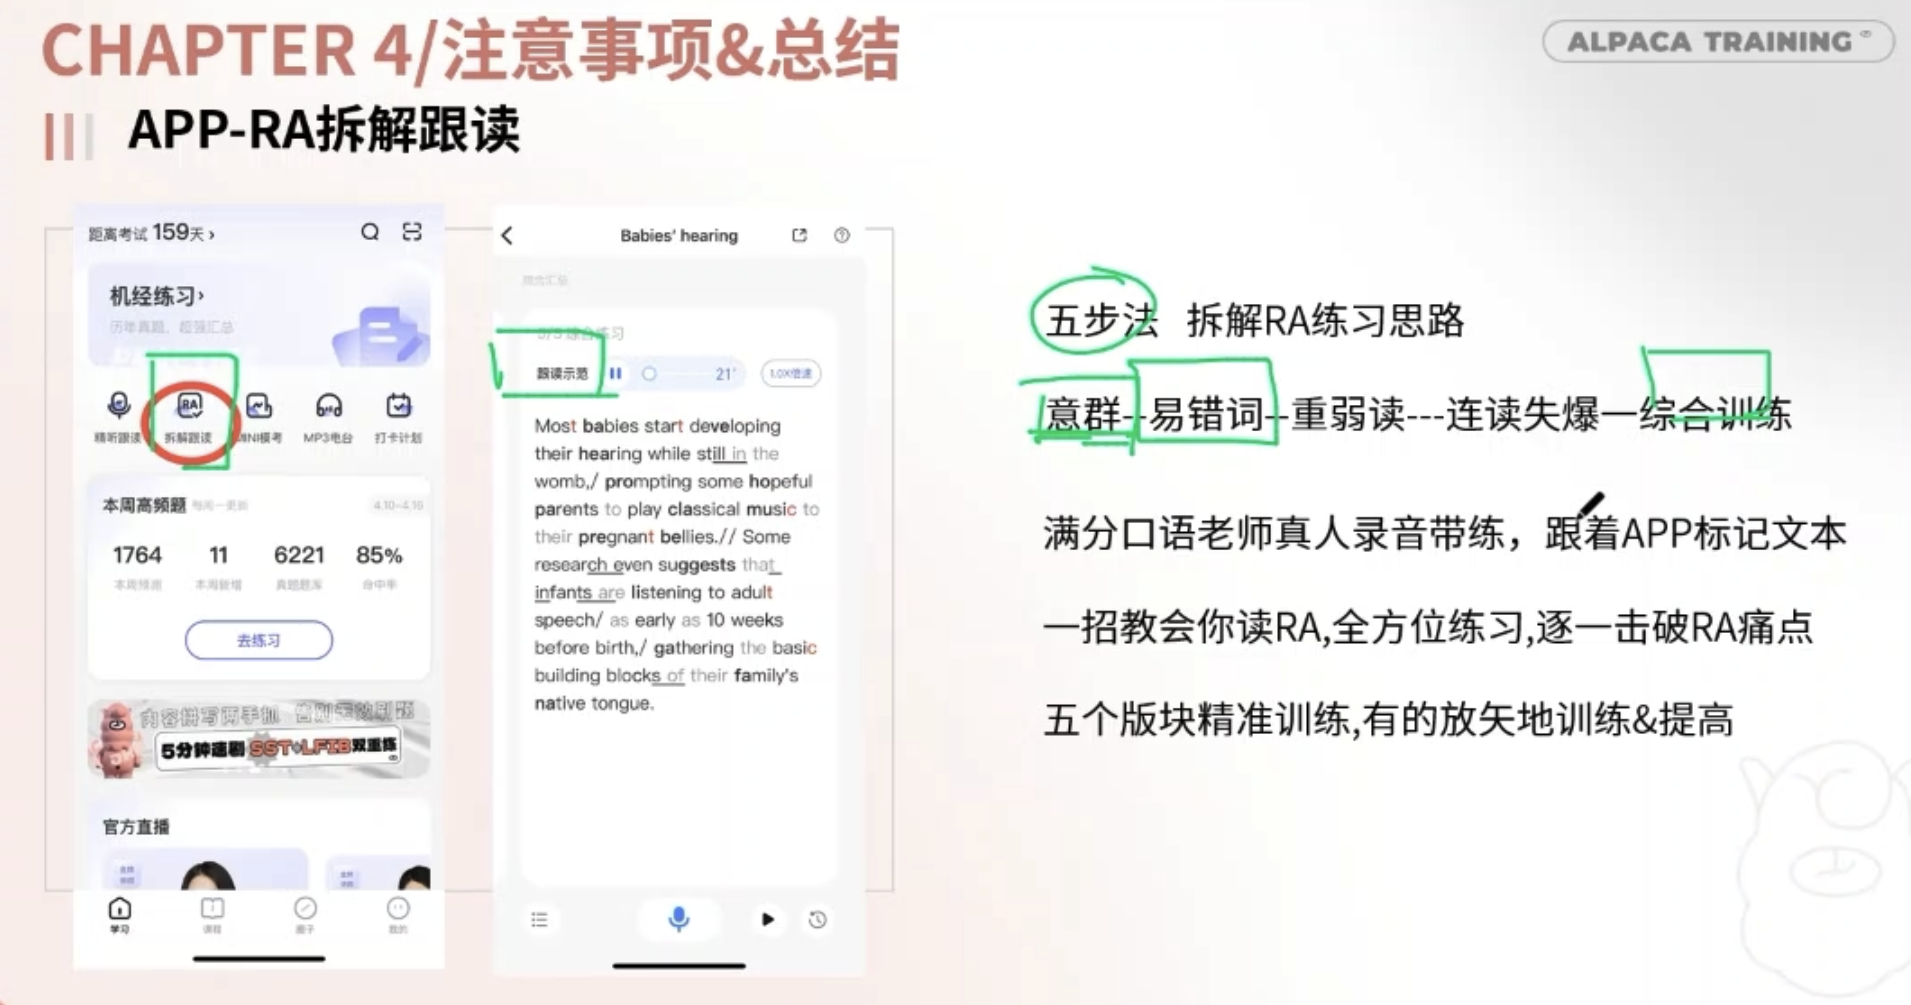 CHAPTER 4/注意事项&总结
ALPACA TRAINING
APP-RA拆解跟读
距离考试 159天 ›
机经练习›
历年真题，超强汇总
精听跟读 拆解跟读 MINI模考 MP3电台 打卡计划
本周高频题 每周一更新 4.10-4.16
1764 11 6221 85%
本周预测 本周新增 真题题库 命中率
去练习
内容拼写两手抓 告别无效刷题
5分钟速刷 SST+LFIB双重练
官方直播
学习 课程 圈子 我的
Babies' hearing
5/5 综合练习
跟读示范 21" 1.0X倍速
Most babies start developing
their hearing while still in the
womb,/ prompting some hopeful
parents to play classical music to
their pregnant bellies.// Some
research even suggests that
infants are listening to adult
speech/ as early as 10 weeks
before birth,/ gathering the basic
building blocks of their family's
native tongue.
五步法 拆解RA练习思路
意群--易错词--重弱读---连读失爆—综合训练
满分口语老师真人录音带练，跟着APP标记文本
一招教会你读RA,全方位练习,逐一击破RA痛点
五个版块精准训练,有的放矢地训练&提高